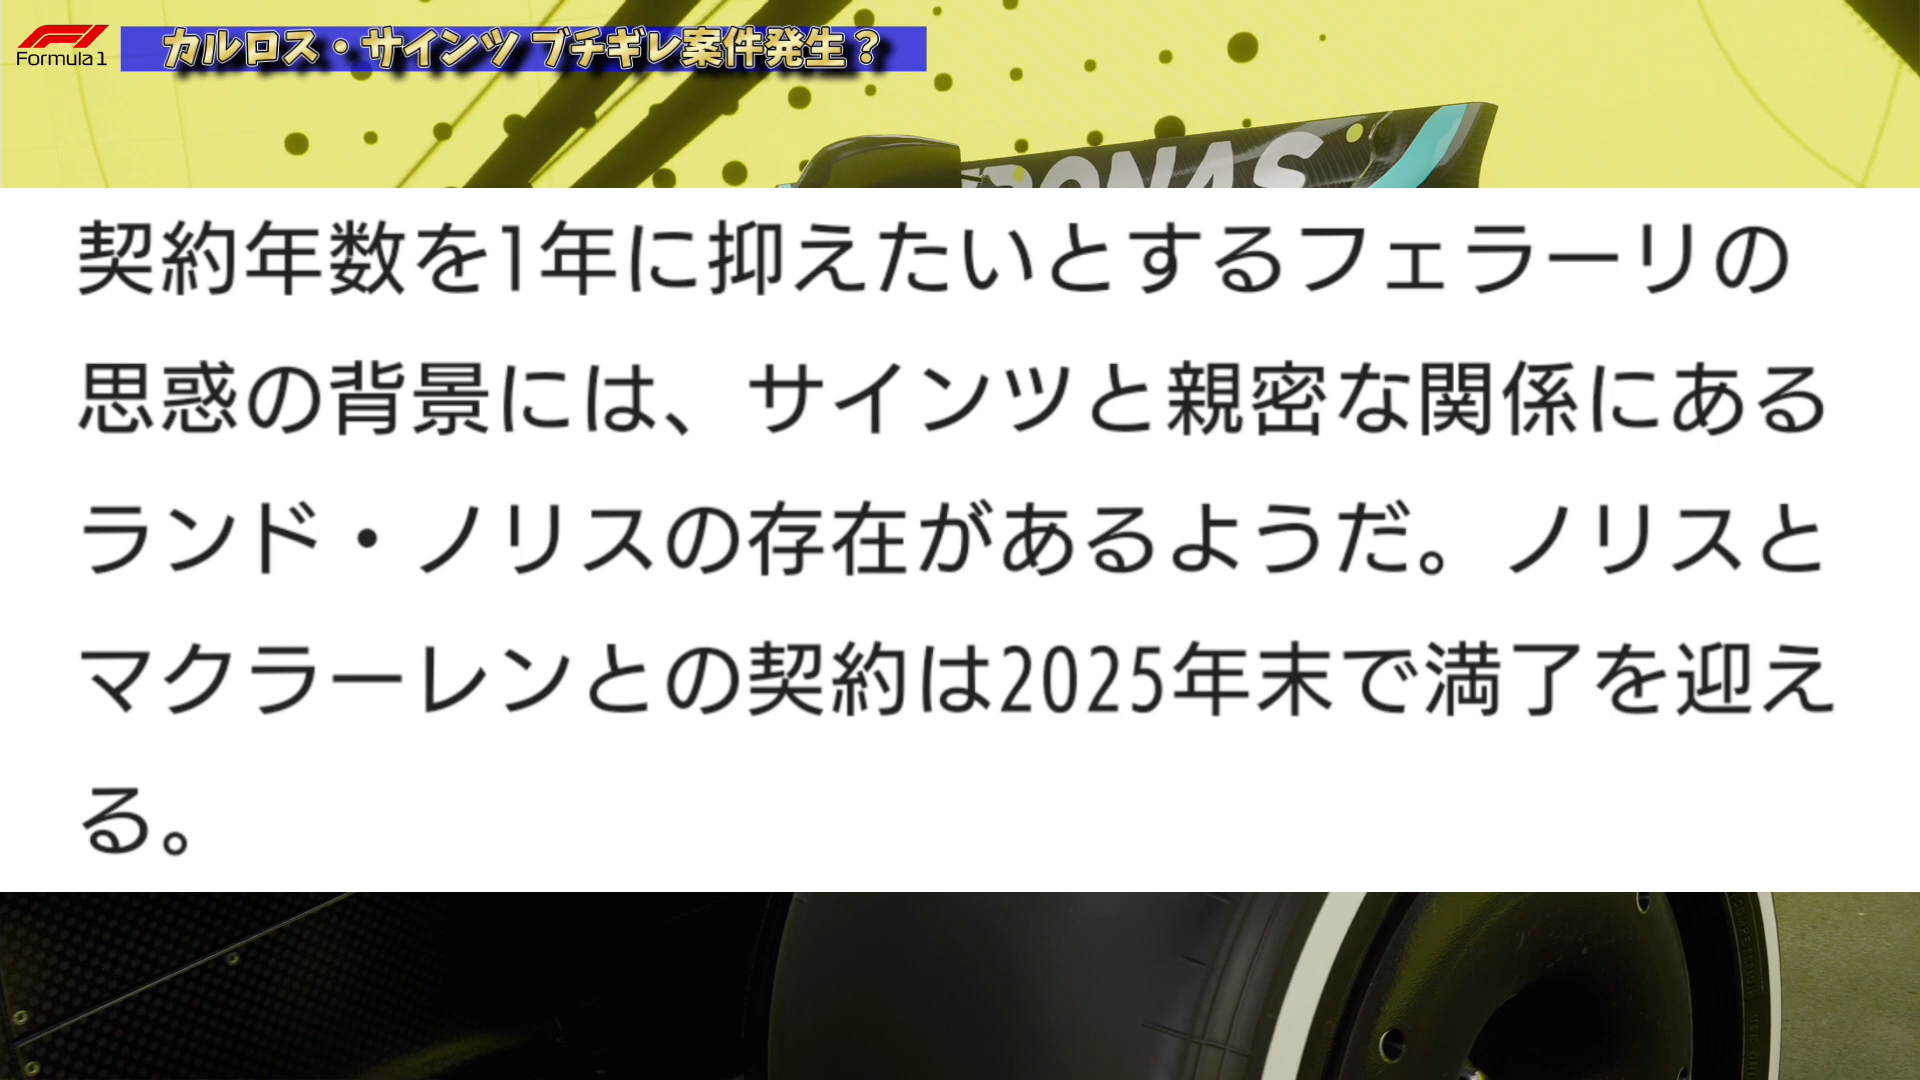 Formula 1
カルロス・サインツ ブチギレ案件発生？
RONAS
契約年数を1年に抑えたいとするフェラーリの
思惑の背景には、サインツと親密な関係にある
ランド・ノリスの存在があるようだ。ノリスと
マクラーレンとの契約は2025年末で満了を迎え
る。